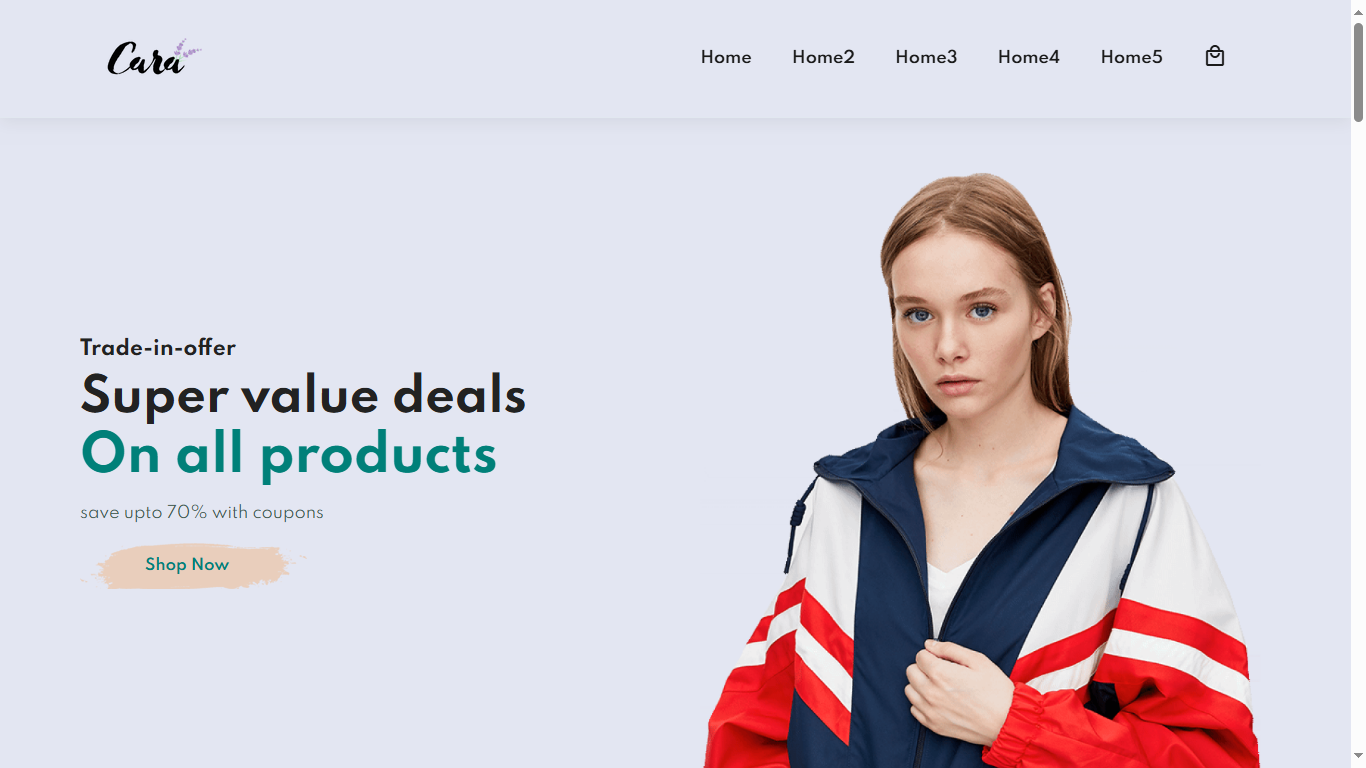 Cara
Home Home2 Home3 Home4 Home5
Trade-in-offer
Super value deals
On all products
save upto 70% with coupons
Shop Now